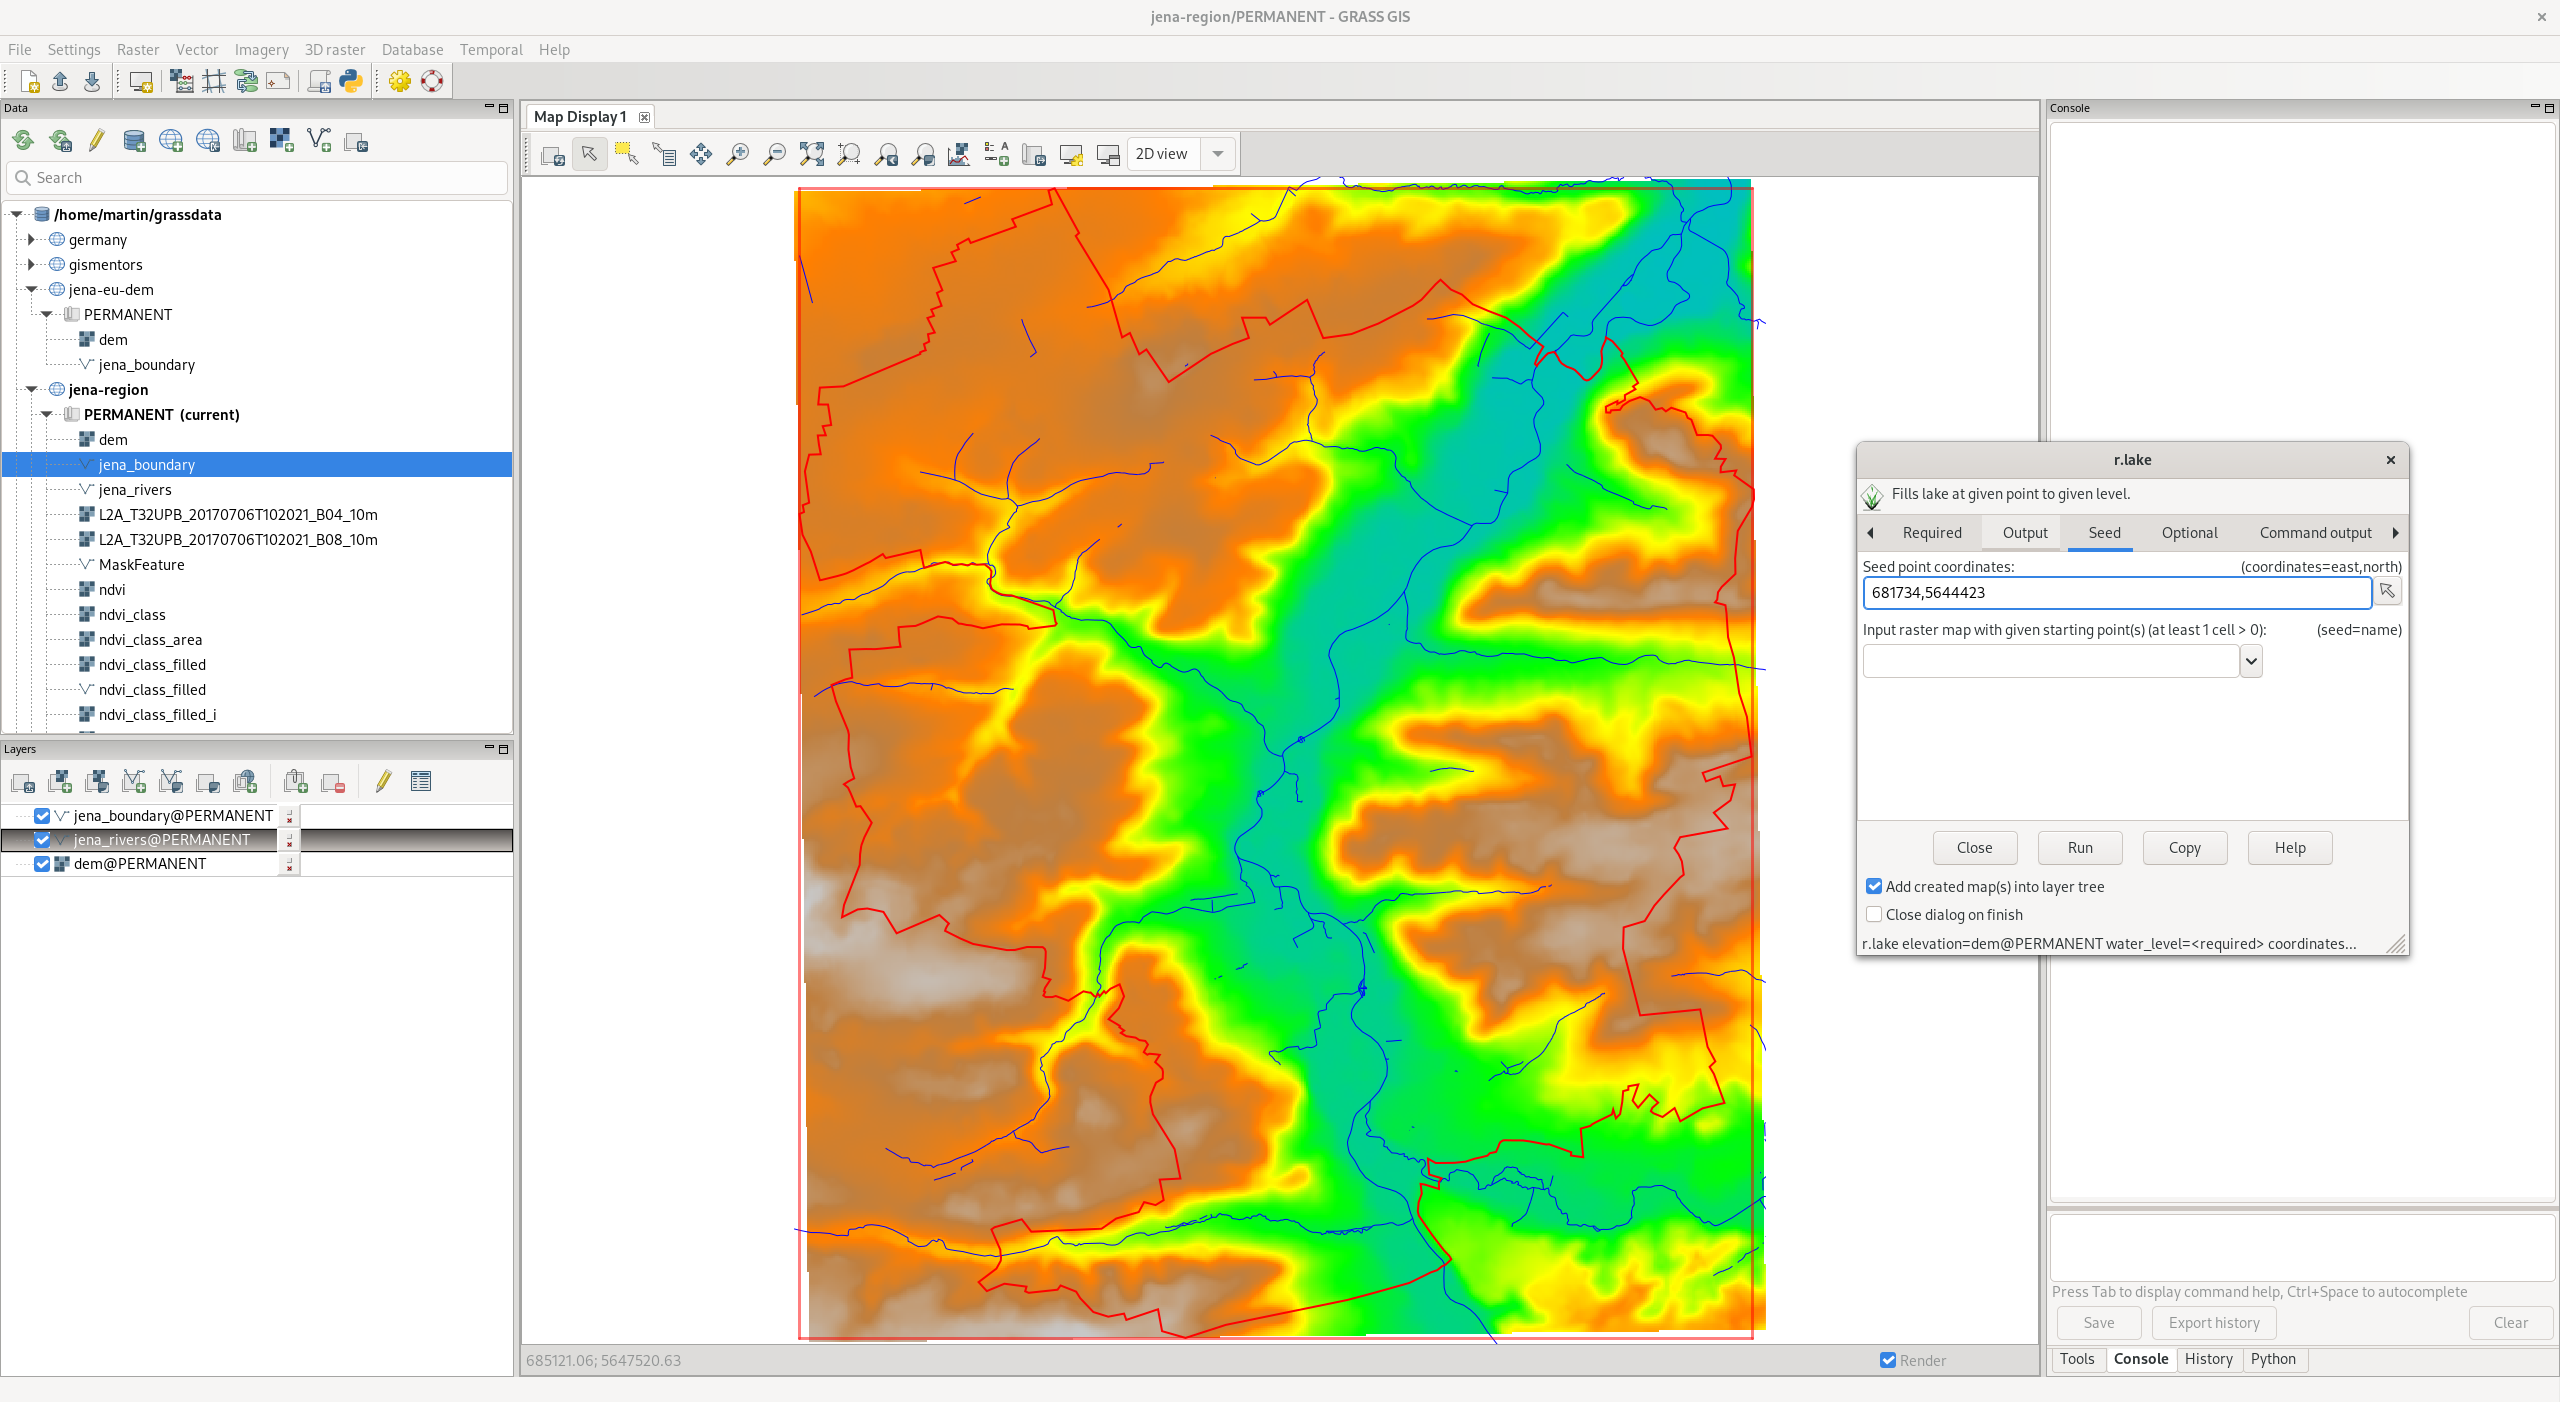 jena-region/PERMANENT - GRASS GIS
File Settings Raster Vector Imagery 3D raster Database Temporal Help
Data
Search
/home/martin/grassdata
germany
gismentors
jena-eu-dem
PERMANENT
dem
jena_boundary
jena-region
PERMANENT (current)
dem
jena_boundary
jena_rivers
L2A_T32UPB_20170706T102021_B04_10m
L2A_T32UPB_20170706T102021_B08_10m
MaskFeature
ndvi
ndvi_class
ndvi_class_area
ndvi_class_filled
ndvi_class_filled
ndvi_class_filled_i
Layers
jena_boundary@PERMANENT
jena_rivers@PERMANENT
dem@PERMANENT
Map Display 1
2D view
685121.06; 5647520.63
Render
r.lake
Fills lake at given point to given level.
Required Output Seed Optional Command output
Seed point coordinates: (coordinates=east,north)
681734,5644423
Input raster map with given starting point(s) (at least 1 cell > 0): (seed=name)
Close Run Copy Help
Add created map(s) into layer tree
Close dialog on finish
r.lake elevation=dem@PERMANENT water_level=<required> coordinates...
Console
Press Tab to display command help, Ctrl+Space to autocomplete
Save Export history Clear
Tools Console History Python